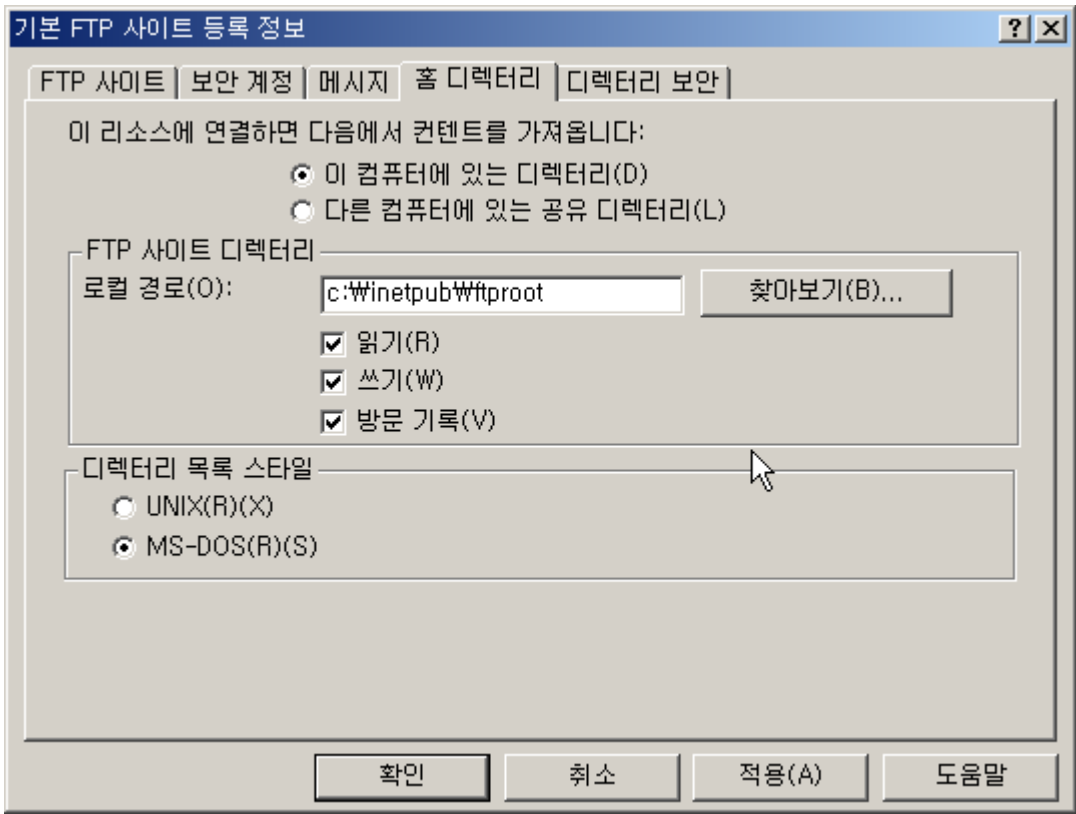 기본 FTP 사이트 등록 정보
FTP 사이트 보안 계정 메시지 홈 디렉터리 디렉터리 보안
이 리소스에 연결하면 다음에서 컨텐트를 가져옵니다:
이 컴퓨터에 있는 디렉터리(D)
다른 컴퓨터에 있는 공유 디렉터리(L)
FTP 사이트 디렉터리
로컬 경로(O): c:₩inetpub₩ftproot 찾아보기(B)...
읽기(R)
쓰기(W)
방문 기록(V)
디렉터리 목록 스타일
UNIX(R)(X)
MS-DOS(R)(S)
확인 취소 적용(A) 도움말